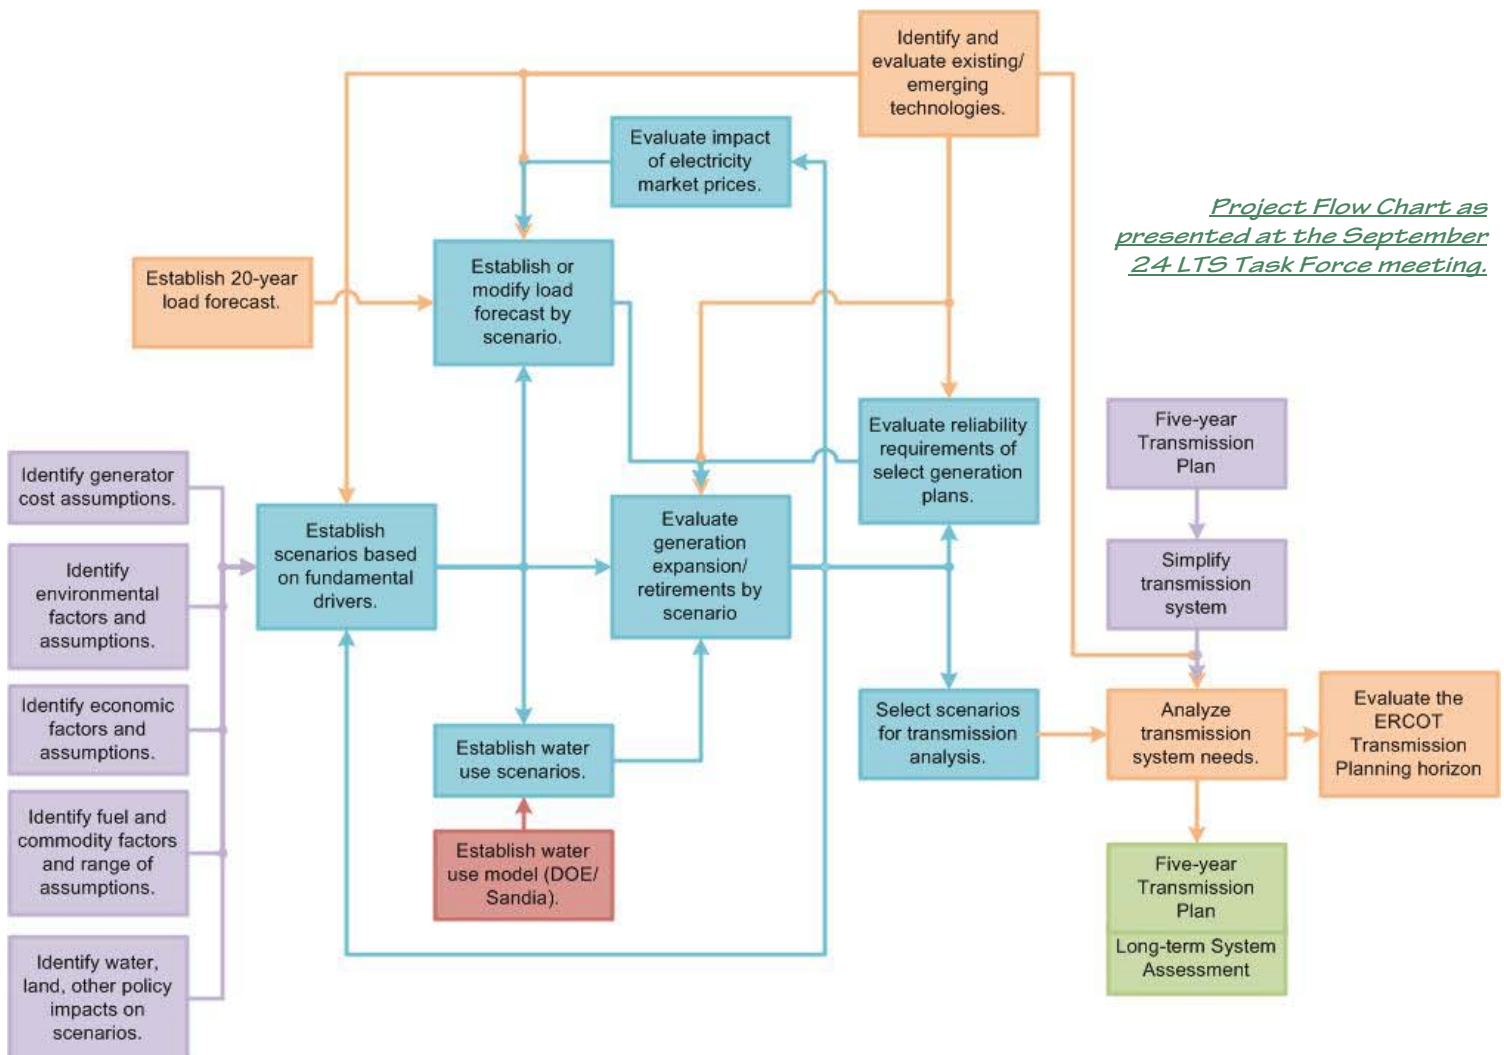 Identify and
evaluate existing/
emerging
technologies.
Evaluate impact
of electricity
market prices.
Project Flow Chart as
presented at the September
24 LTS Task Force meeting.
Establish 20-year
load forecast.
Establish or
modify load
forecast by
scenario.
Evaluate reliability
requirements of
select generation
plans.
Five-year
Transmission
Plan
Identify generator
cost assumptions.
Establish
scenarios based
on fundamental
drivers.
Evaluate
generation
expansion/
retirements by
scenario
Simplify
transmission
system
Identify
environmental
factors and
assumptions.
Identify economic
factors and
assumptions.
Establish water
use scenarios.
Select scenarios
for transmission
analysis.
Analyze
transmission
system needs.
Evaluate the
ERCOT
Transmission
Planning horizon
Identify fuel and
commodity factors
and range of
assumptions.
Establish water
use model (DOE/
Sandia).
Five-year
Transmission
Plan
Long-term System
Assessment
Identify water,
land, other policy
impacts on
scenarios.